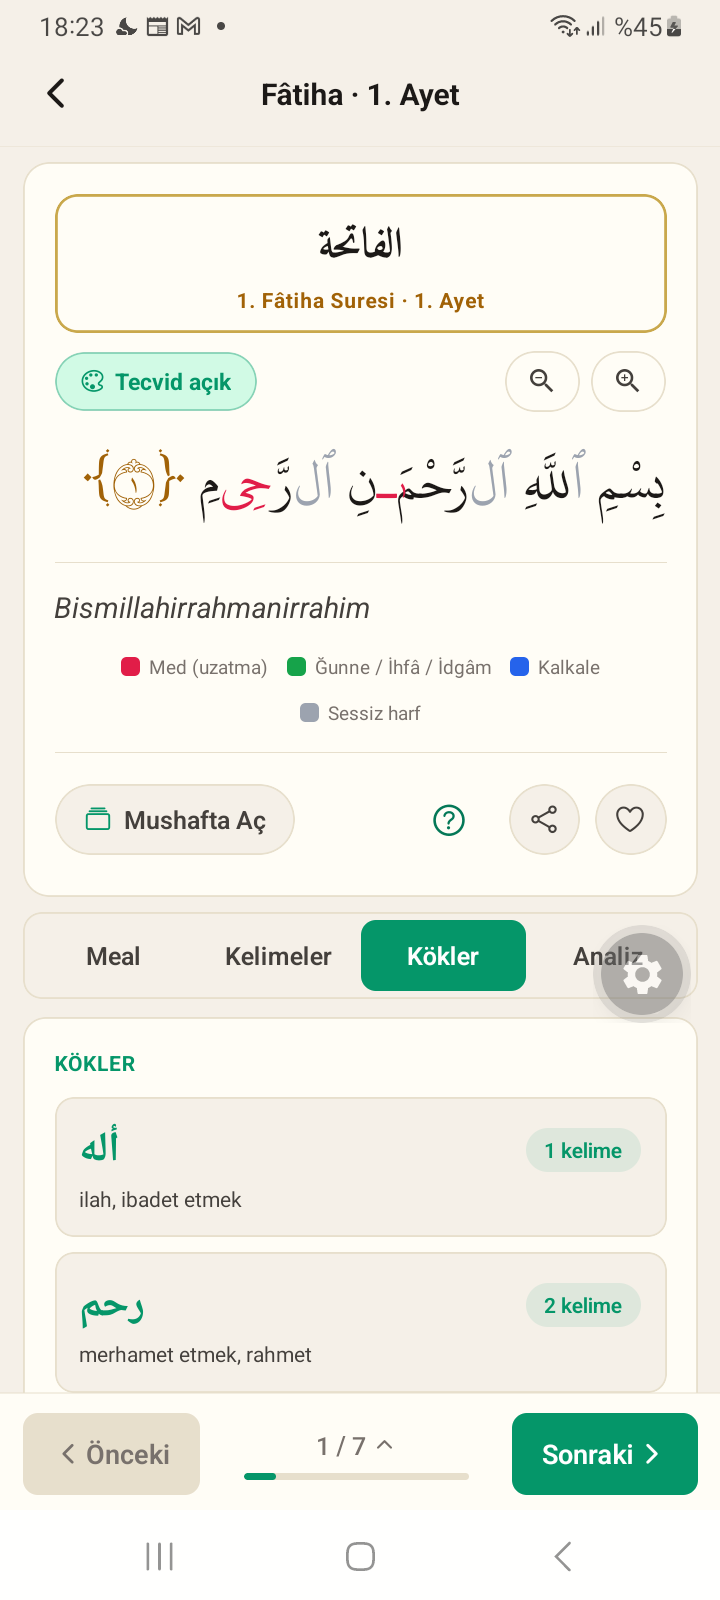 18:23
%45
Fâtiha · 1. Ayet
الفاتحة
1. Fâtiha Suresi · 1. Ayet
Tecvid açık
بِسْمِ ٱللَّهِ ٱلرَّحْمَـٰنِ ٱلرَّحِيمِ ﴿١﴾
Bismillahirrahmanirrahim
Med (uzatma) Ğunne / İhfâ / İdgâm Kalkale
Sessiz harf
Mushafta Aç
Meal Kelimeler Kökler Analiz
KÖKLER
أله
1 kelime
ilah, ibadet etmek
رحم
2 kelime
merhamet etmek, rahmet
Önceki
1 / 7
Sonraki